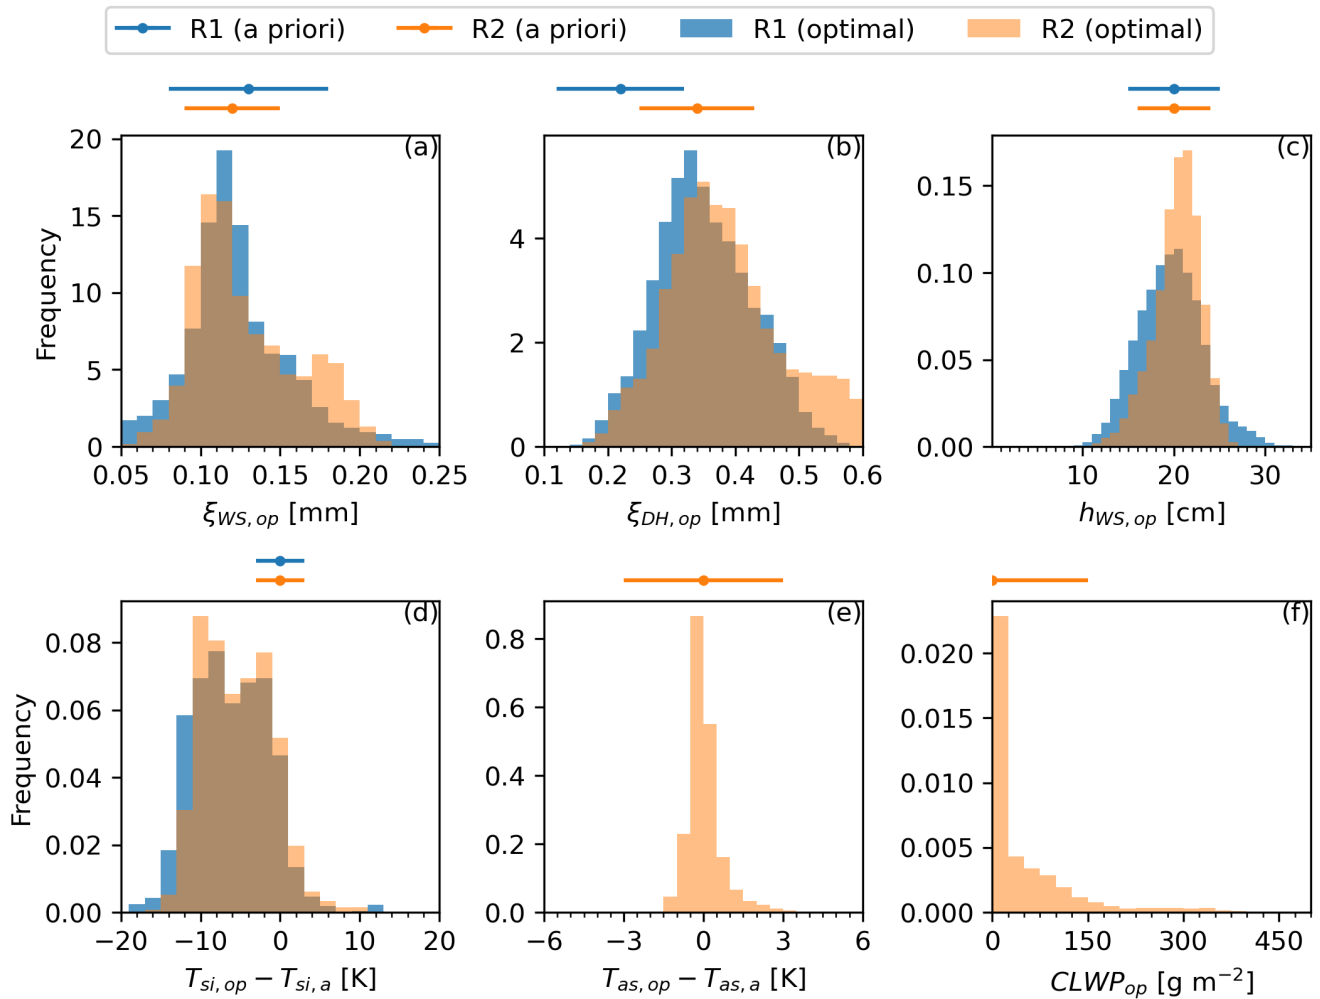 R1 (a priori) R2 (a priori) R1 (optimal) R2 (optimal)
(a) (b) (c)
Frequency
20
15
10
5
0
0.05 0.10 0.15 0.20 0.25
ξWS, op [mm]
4
2
0
0.1 0.2 0.3 0.4 0.5 0.6
ξDH, op [mm]
0.15
0.10
0.05
0.00
10 20 30
hWS, op [cm]
(d) (e) (f)
Frequency
0.08
0.06
0.04
0.02
0.00
−20 −10 0 10 20
Tsi, op − Tsi, a [K]
0.8
0.6
0.4
0.2
0.0
−6 −3 0 3 6
Tas, op − Tas, a [K]
0.020
0.015
0.010
0.005
0.000
0 150 300 450
CLWPop [g m−2]